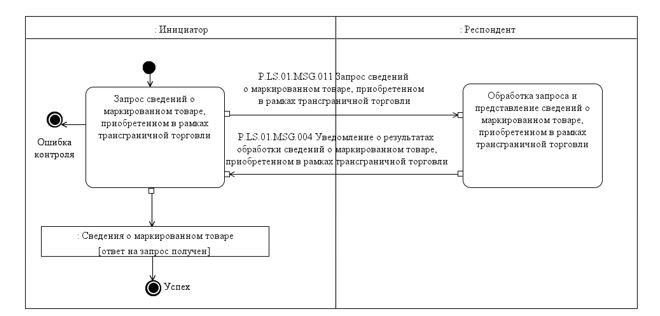 : Инициатор
: Респондент
P.LS.01.MSG.011 Запрос сведений
о маркированном товаре, приобретенном
в рамках трансграничной торговли
Запрос сведений о
маркированном товаре,
приобретенном в рамках
трансграничной торговли
Обработка запроса и
представление сведений о
маркированном товаре,
приобретенном в рамках
трансграничной торговли
Ошибка
контроля
P.LS.01.MSG.004 Уведомление о результатах
обработки сведений о маркированном товаре,
приобретенном в рамках трансграничной торговли
: Сведения о маркированном товаре
[ответ на запрос получен]
Успех